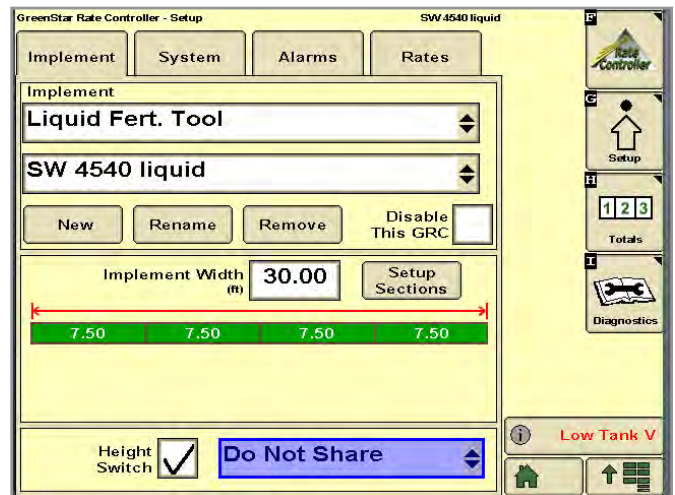 GreenStar Rate Controller - Setup
SW 4540 liquid
F
Implement
System
Alarms
Rates
Rate
Controller
Implement
Liquid Fert. Tool
G
Setup
SW 4540 liquid
H
1 2 3
Totals
New
Rename
Remove
Disable
This GRC
I
Diagnostics
Implement Width
(ft)
30.00
Setup
Sections
7.50
7.50
7.50
7.50
Low Tank V
Height
Switch
Do Not Share